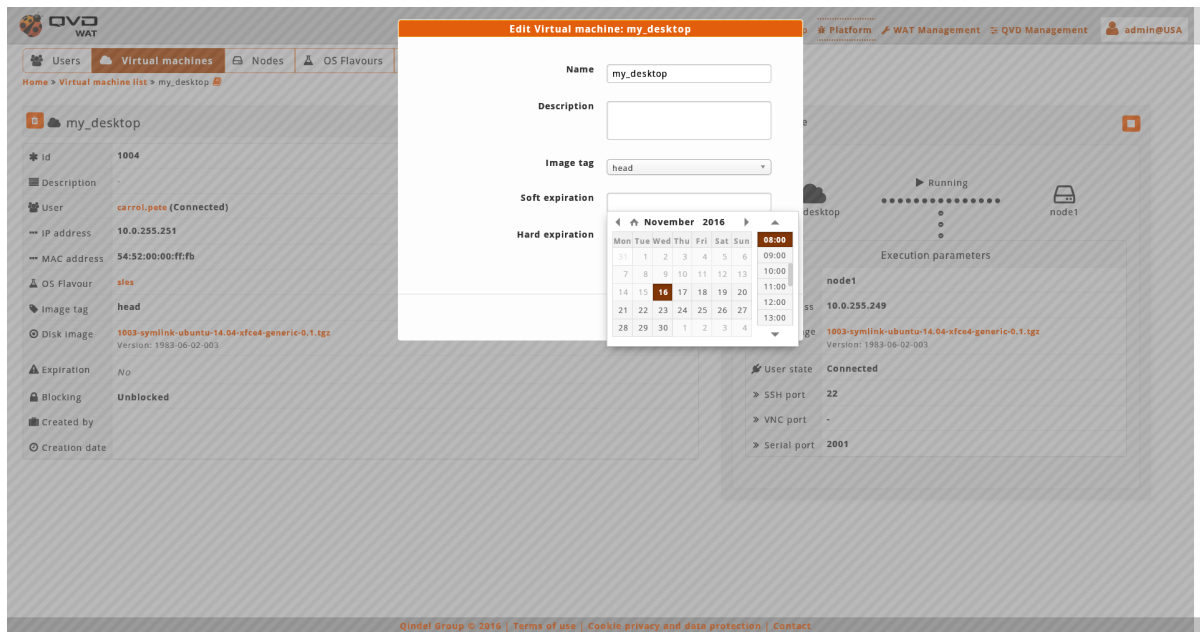 QVD
WAT
Edit Virtual machine: my_desktop
Platform
WAT Management
QVD Management
admin@USA
Users
Virtual machines
Nodes
OS Flavours
Home » Virtual machine list » my_desktop
my_desktop
Id 1004
Description -
User carrol.pete (Connected)
IP address 10.0.255.251
MAC address 54:52:00:00:ff:fb
OS Flavour sles
Image tag head
Disk image 1003-symlink-ubuntu-14.04-xfce4-generic-0.1.tgz
Version: 1983-06-02-003
Expiration No
Blocking Unblocked
Created by
Creation date
Name my_desktop
Description
Image tag head
Soft expiration
Hard expiration
November 2016
Mon Tue Wed Thu Fri Sat Sun
31 1 2 3 4 5 6
7 8 9 10 11 12 13
14 15 16 17 18 19 20
21 22 23 24 25 26 27
28 29 30 1 2 3 4
08:00
09:00
10:00
11:00
12:00
13:00
Running
desktop
node1
Execution parameters
node1
10.0.255.249
1003-symlink-ubuntu-14.04-xfce4-generic-0.1.tgz
Version: 1983-06-02-003
User state Connected
» SSH port 22
» VNC port -
» Serial port 2001
Qindel Group © 2016 | Terms of use | Cookie privacy and data protection | Contact